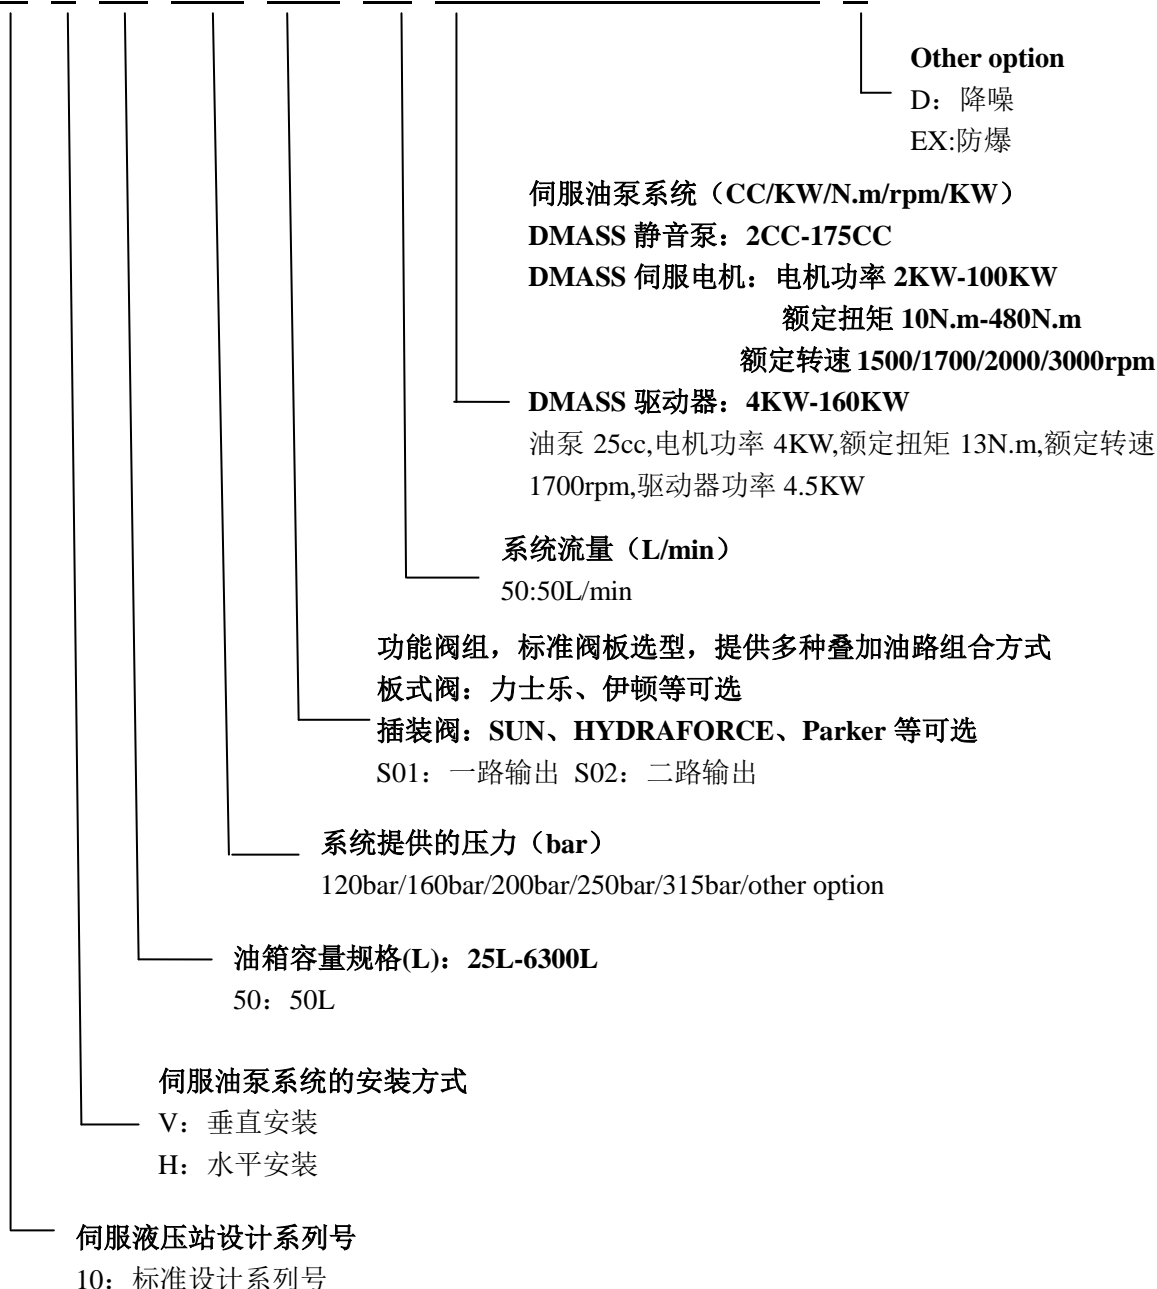 Other option
D：降噪
EX:防爆
伺服油泵系统（CC/KW/N.m/rpm/KW）
DMASS 静音泵：2CC-175CC
DMASS 伺服电机：电机功率 2KW-100KW
额定扭矩 10N.m-480N.m
额定转速 1500/1700/2000/3000rpm
DMASS 驱动器：4KW-160KW
油泵 25cc,电机功率 4KW,额定扭矩 13N.m,额定转速
1700rpm,驱动器功率 4.5KW
系统流量（L/min）
50:50L/min
功能阀组，标准阀板选型，提供多种叠加油路组合方式
板式阀：力士乐、伊顿等可选
插装阀：SUN、HYDRAFORCE、Parker 等可选
S01：一路输出 S02：二路输出
系统提供的压力（bar）
120bar/160bar/200bar/250bar/315bar/other option
油箱容量规格(L)：25L-6300L
50：50L
伺服油泵系统的安装方式
V：垂直安装
H：水平安装
伺服液压站设计系列号
10：标准设计系列号